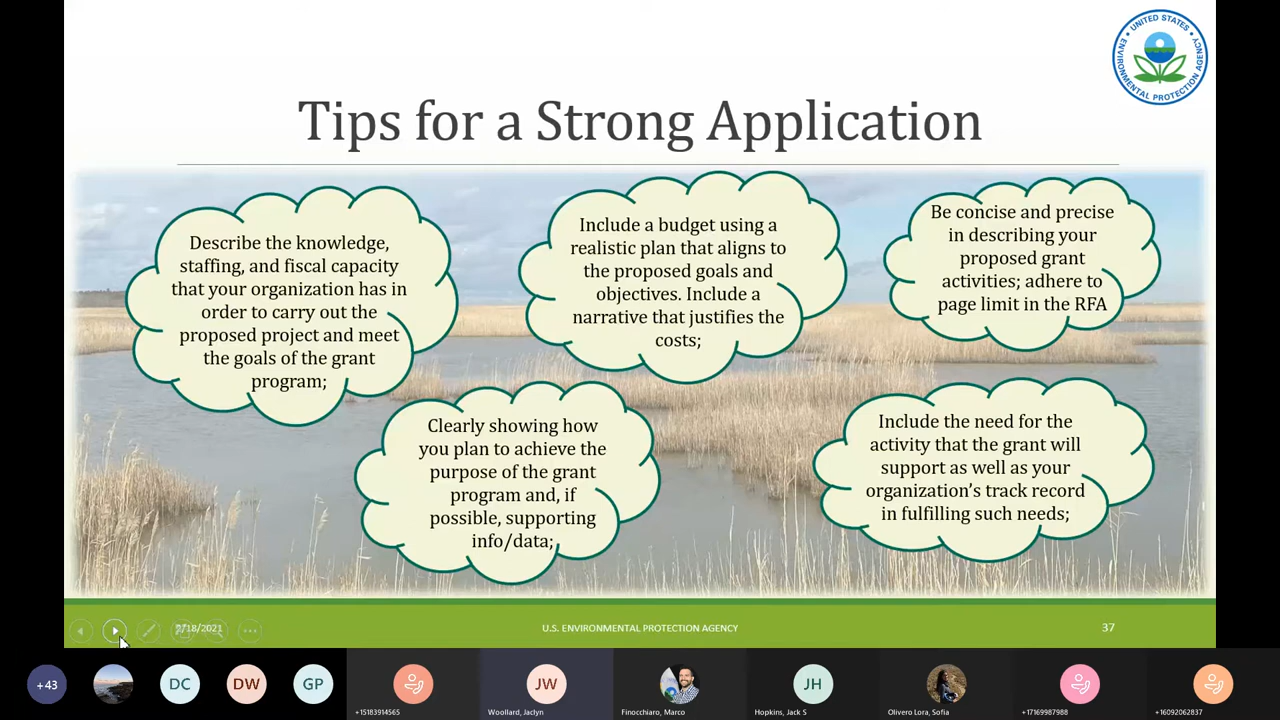 UNITED STATES
ENVIRONMENTAL PROTECTION AGENCY
Tips for a Strong Application
Describe the knowledge,
staffing, and fiscal capacity
that your organization has in
order to carry out the
proposed project and meet
the goals of the grant
program;
Include a budget using a
realistic plan that aligns to
the proposed goals and
objectives. Include a
narrative that justifies the
costs;
Be concise and precise
in describing your
proposed grant
activities; adhere to
page limit in the RFA
Clearly showing how
you plan to achieve the
purpose of the grant
program and, if
possible, supporting
info/data;
Include the need for the
activity that the grant will
support as well as your
organization's track record
in fulfilling such needs;
/18/2021
U.S. ENVIRONMENTAL PROTECTION AGENCY
37
+43
DC
DW
GP
+15183914565
JW
Woollard, Jaclyn
Finocchiaro, Marco
JH
Hopkins, Jack S
Olivero Lora, Sofia
+17169987988
+16092062837